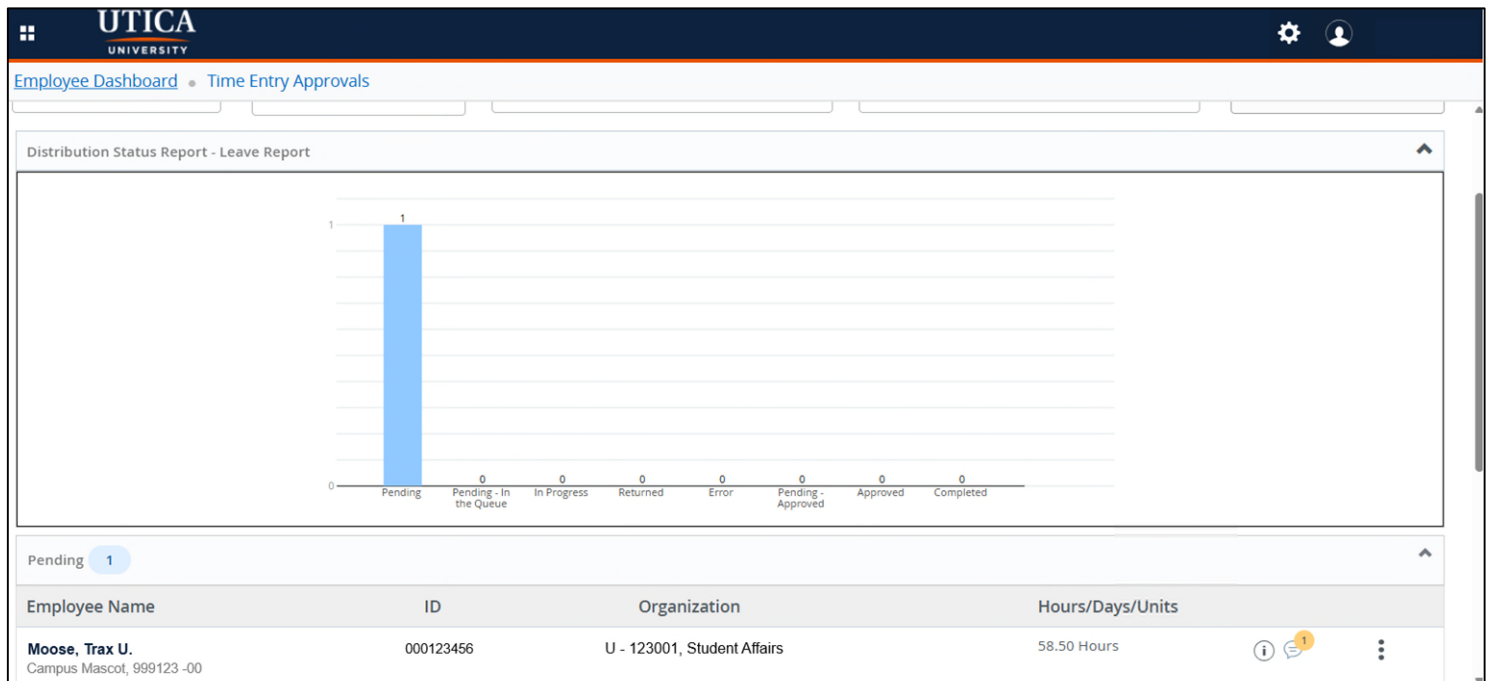 UTICA
UNIVERSITY
Employee Dashboard • Time Entry Approvals
Distribution Status Report - Leave Report
1
1
0
0 0 0 0 0 0 0
Pending Pending - In the Queue In Progress Returned Error Pending - Approved Approved Completed
Pending 1
Employee Name ID Organization Hours/Days/Units
Moose, Trax U. 000123456 U - 123001, Student Affairs 58.50 Hours 1
Campus Mascot, 999123 -00